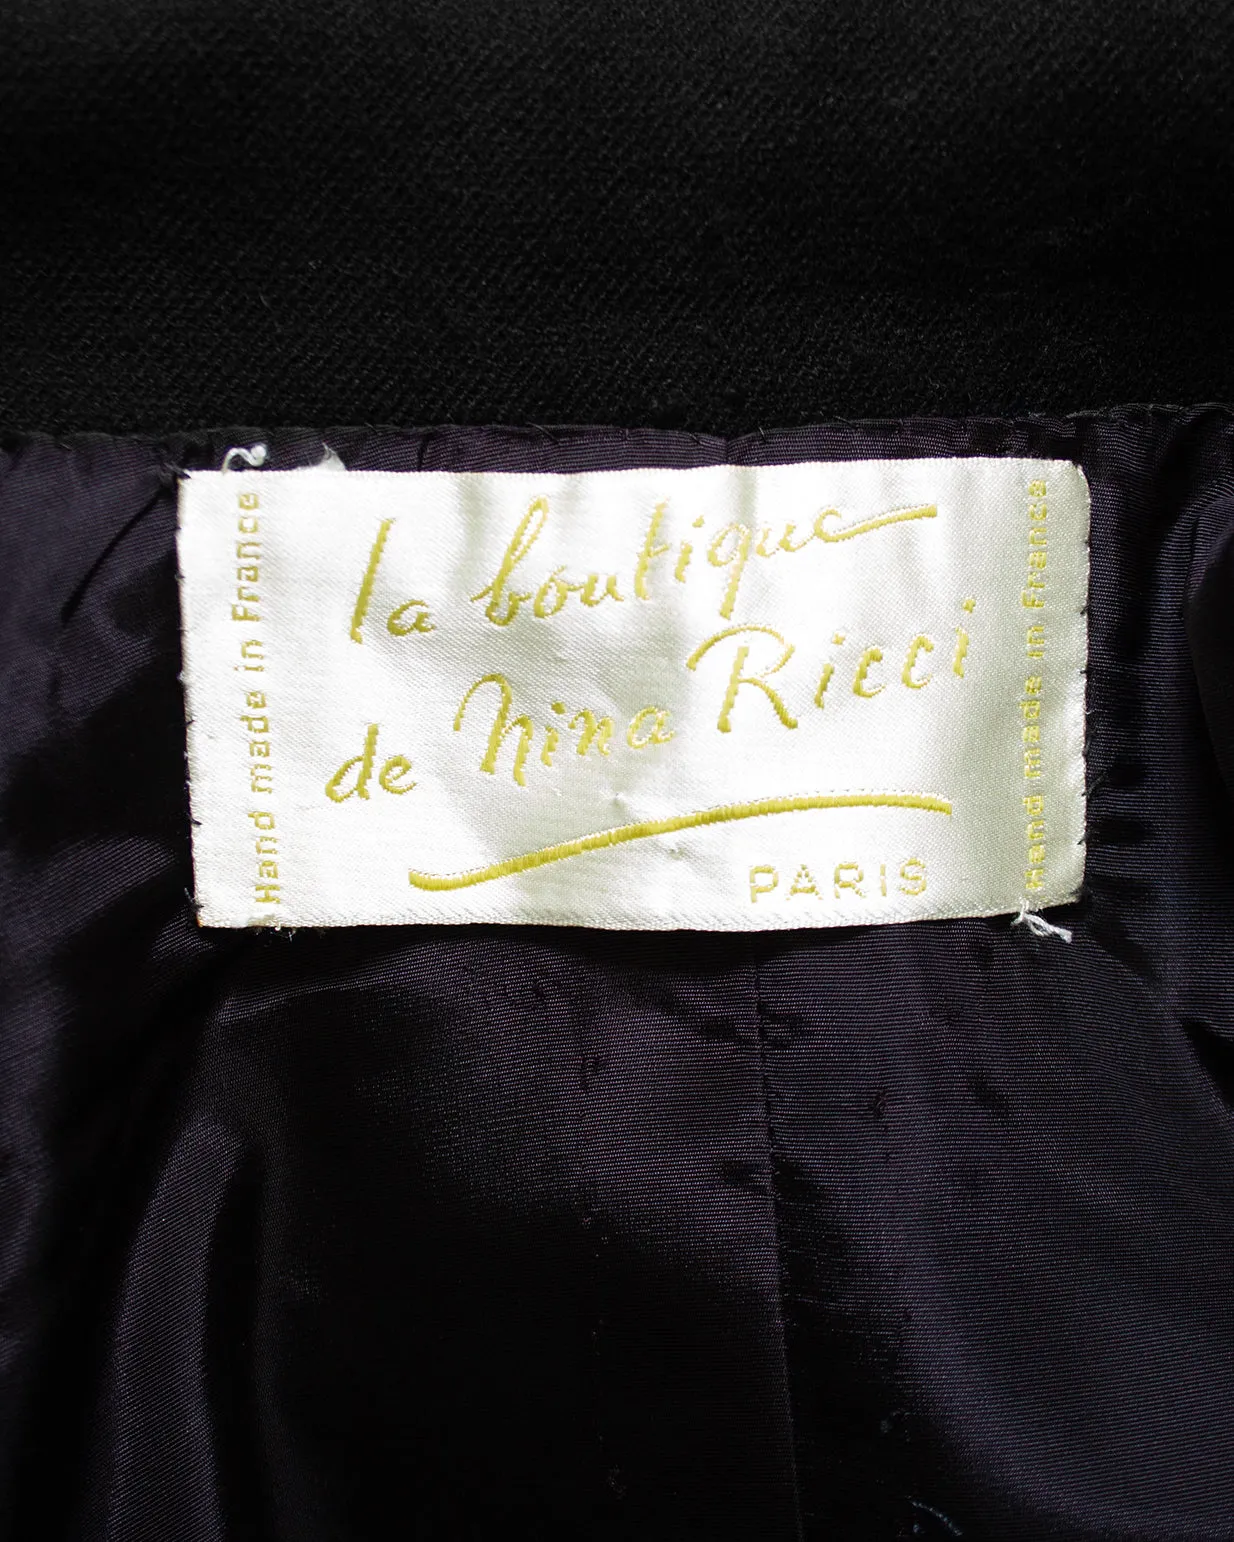 la boutique
de Nina Ricci
PARIS
Hand made in France
Hand made in France